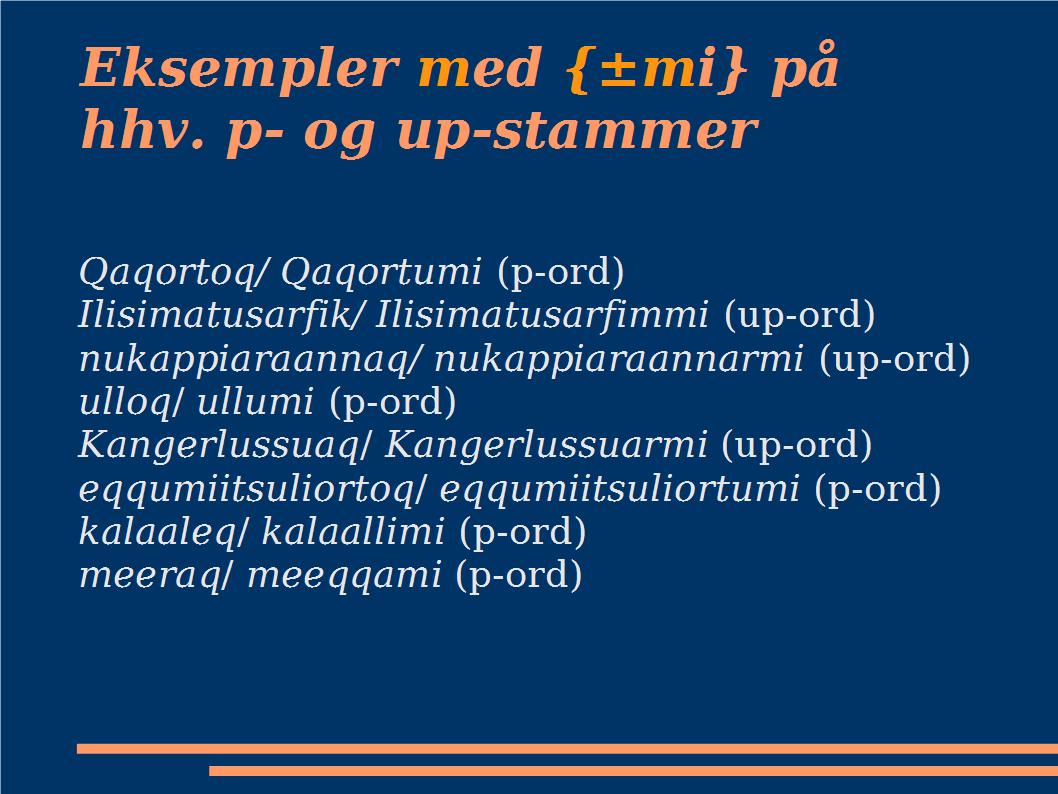 Eksempler med {±mi} på
hhv. p- og up-stammer
Qaqortoq/ Qaqortumi (p-ord)
Ilisimatusarfik/ Ilisimatusarfimmi (up-ord)
nukappiaraannaq/ nukappiaraannarmi (up-ord)
ulloq/ ullumi (p-ord)
Kangerlussuaq/ Kangerlussuarmi (up-ord)
eqqumiitsuliortoq/ eqqumiitsuliortumi (p-ord)
kalaaleq/ kalaallimi (p-ord)
meeraq/ meeqqami (p-ord)